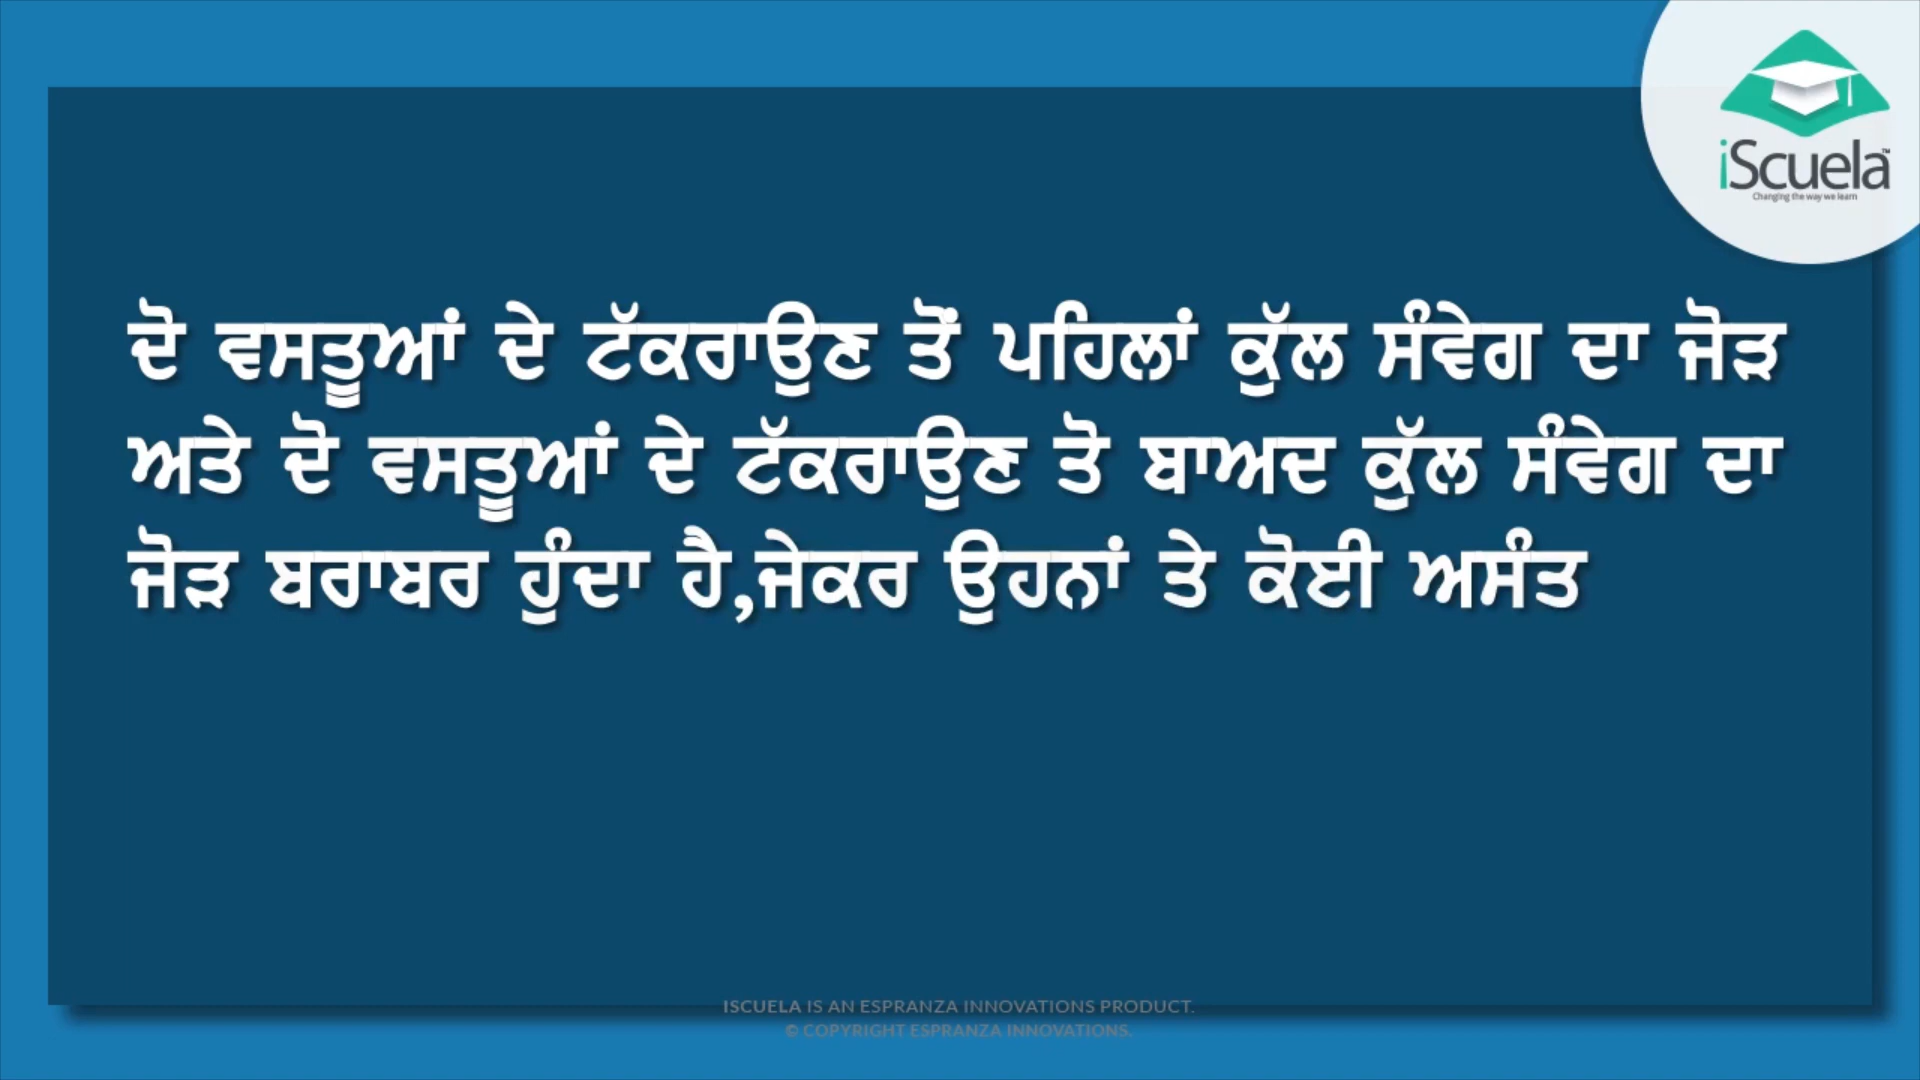 iScuela™
Changing the way we learn
ਦੋ ਵਸਤੂਆਂ ਦੇ ਟੱਕਰਾਉਣ ਤੋਂ ਪਹਿਲਾਂ ਕੁੱਲ ਸੰਵੇਗ ਦਾ ਜੋੜ
ਅਤੇ ਦੋ ਵਸਤੂਆਂ ਦੇ ਟੱਕਰਾਉਣ ਤੋ ਬਾਅਦ ਕੁੱਲ ਸੰਵੇਗ ਦਾ
ਜੋੜ ਬਰਾਬਰ ਹੁੰਦਾ ਹੈ,ਜੇਕਰ ਉਹਨਾਂ ਤੇ ਕੋਈ ਅਸੰਤ
ISCUELA IS AN ESPRANZA INNOVATIONS PRODUCT.
© COPYRIGHT ESPRANZA INNOVATIONS.